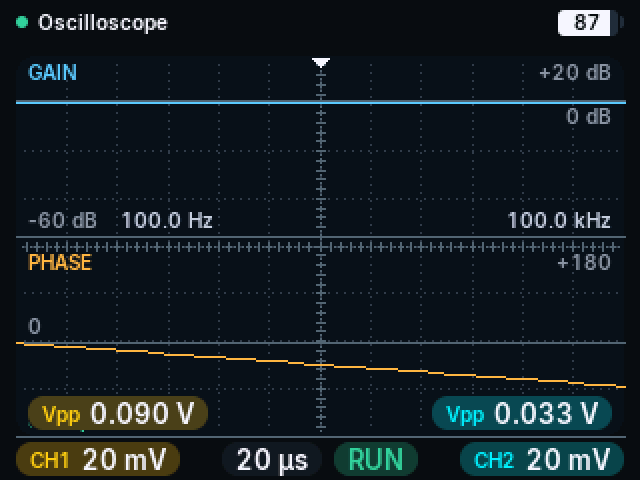 Oscilloscope 87
GAIN +20 dB
0 dB
-60 dB 100.0 Hz 100.0 kHz
PHASE +180
0
Vpp 0.090 V Vpp 0.033 V
CH1 20 mV 20 µs RUN CH2 20 mV